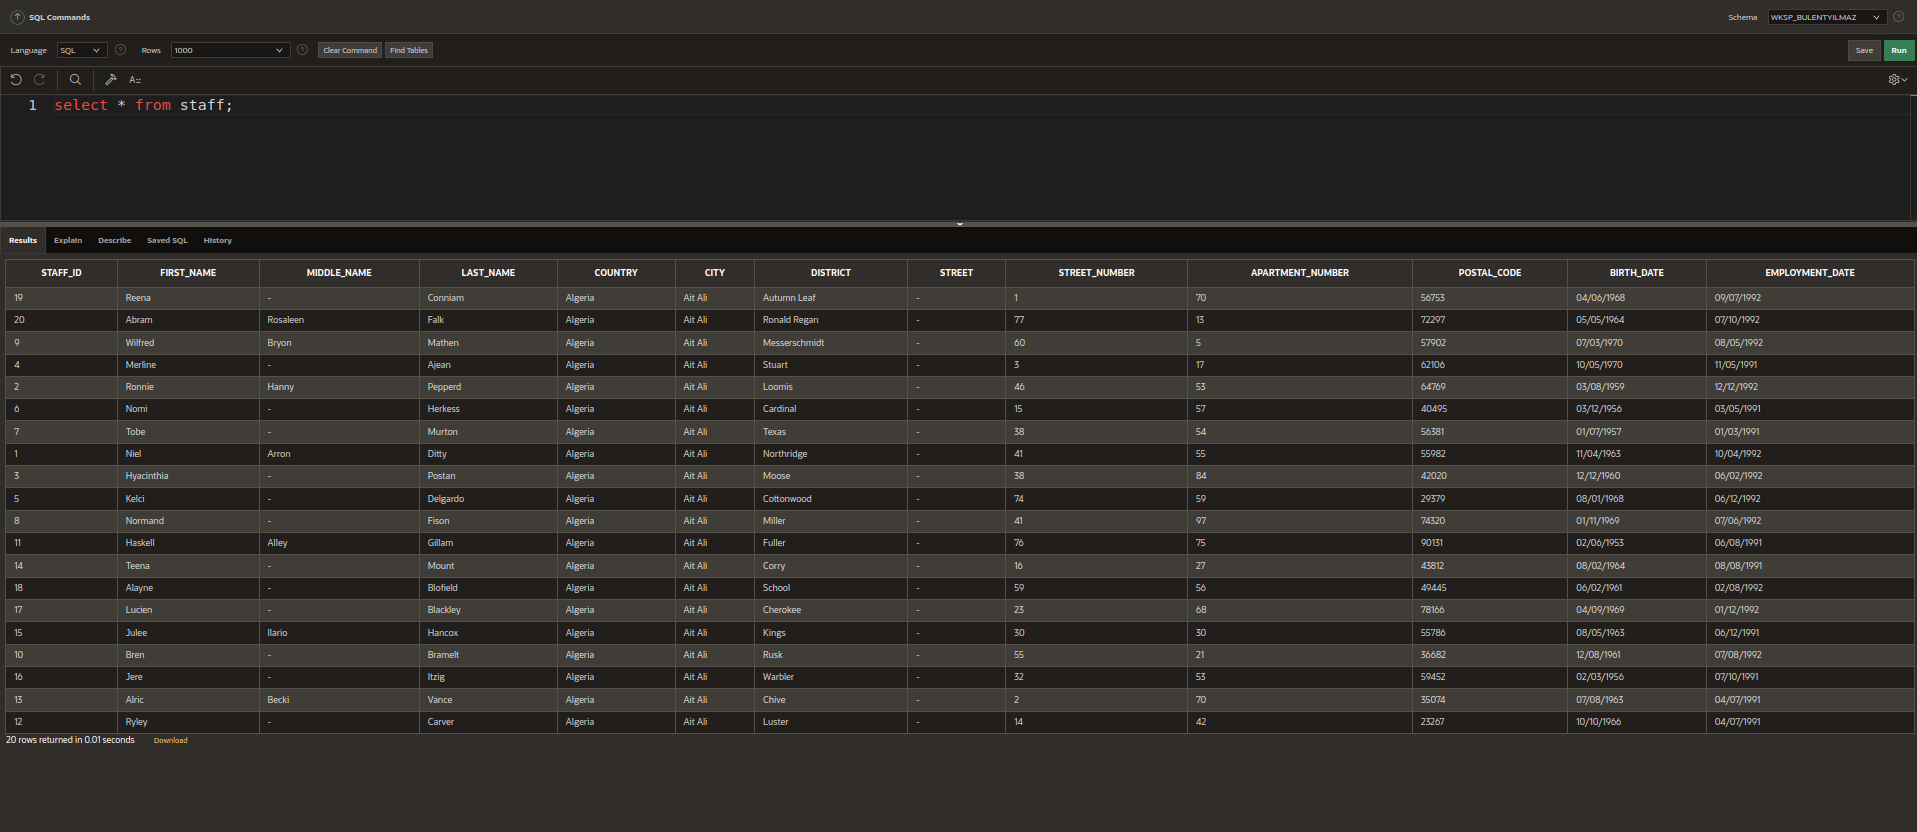 SQL Commands Schema WKSP_BULENTYILMAZ
Language SQL Rows 1000 Clear Command Find Tables Save Run
1 select * from staff;
Results Explain Describe Saved SQL History
STAFF_ID FIRST_NAME MIDDLE_NAME LAST_NAME COUNTRY CITY DISTRICT STREET STREET_NUMBER APARTMENT_NUMBER POSTAL_CODE BIRTH_DATE EMPLOYMENT_DATE
19 Reena - Conniam Algeria Ait Ali Autumn Leaf - 1 70 56753 04/06/1968 09/07/1992
20 Abram Rosaleen Falk Algeria Ait Ali Ronald Regan - 77 13 72297 05/05/1964 07/10/1992
9 Wilfred Bryon Mathen Algeria Ait Ali Messerschmidt - 60 5 57902 07/03/1970 08/05/1992
4 Merline - Ajean Algeria Ait Ali Stuart - 3 17 62106 10/05/1970 11/05/1991
2 Ronnie Hanny Pepperd Algeria Ait Ali Loomis - 46 53 64769 03/08/1959 12/12/1992
6 Nomi - Herkess Algeria Ait Ali Cardinal - 15 57 40495 03/12/1956 03/05/1991
7 Tobe - Murton Algeria Ait Ali Texas - 38 54 56381 01/07/1957 01/03/1991
1 Niel Arron Ditty Algeria Ait Ali Northridge - 41 55 55982 11/04/1963 10/04/1992
3 Hyacinthia - Postan Algeria Ait Ali Moose - 38 84 42020 12/12/1960 06/02/1992
5 Kelci - Delgardo Algeria Ait Ali Cottonwood - 74 59 29379 08/01/1968 06/12/1992
8 Normand - Fison Algeria Ait Ali Miller - 41 97 74320 01/11/1969 07/06/1992
11 Haskell Alley Gillam Algeria Ait Ali Fuller - 76 75 90131 02/06/1953 06/08/1991
14 Teena - Mount Algeria Ait Ali Corry - 16 27 43812 08/02/1964 08/08/1991
18 Alayne - Blofield Algeria Ait Ali School - 59 56 49445 06/02/1961 02/08/1992
17 Lucien - Blackley Algeria Ait Ali Cherokee - 23 68 78166 04/09/1969 01/12/1992
15 Julee Ilario Hancox Algeria Ait Ali Kings - 30 30 55786 08/05/1963 06/12/1991
10 Bren - Bramelt Algeria Ait Ali Rusk - 55 21 36682 12/08/1961 07/08/1992
16 Jere - Itzig Algeria Ait Ali Warbler - 32 53 59452 02/03/1956 07/10/1991
13 Alric Becki Vance Algeria Ait Ali Chive - 2 70 35074 07/08/1963 04/07/1991
12 Ryley - Carver Algeria Ait Ali Luster - 14 42 23267 10/10/1966 04/07/1991
20 rows returned in 0.01 seconds Download